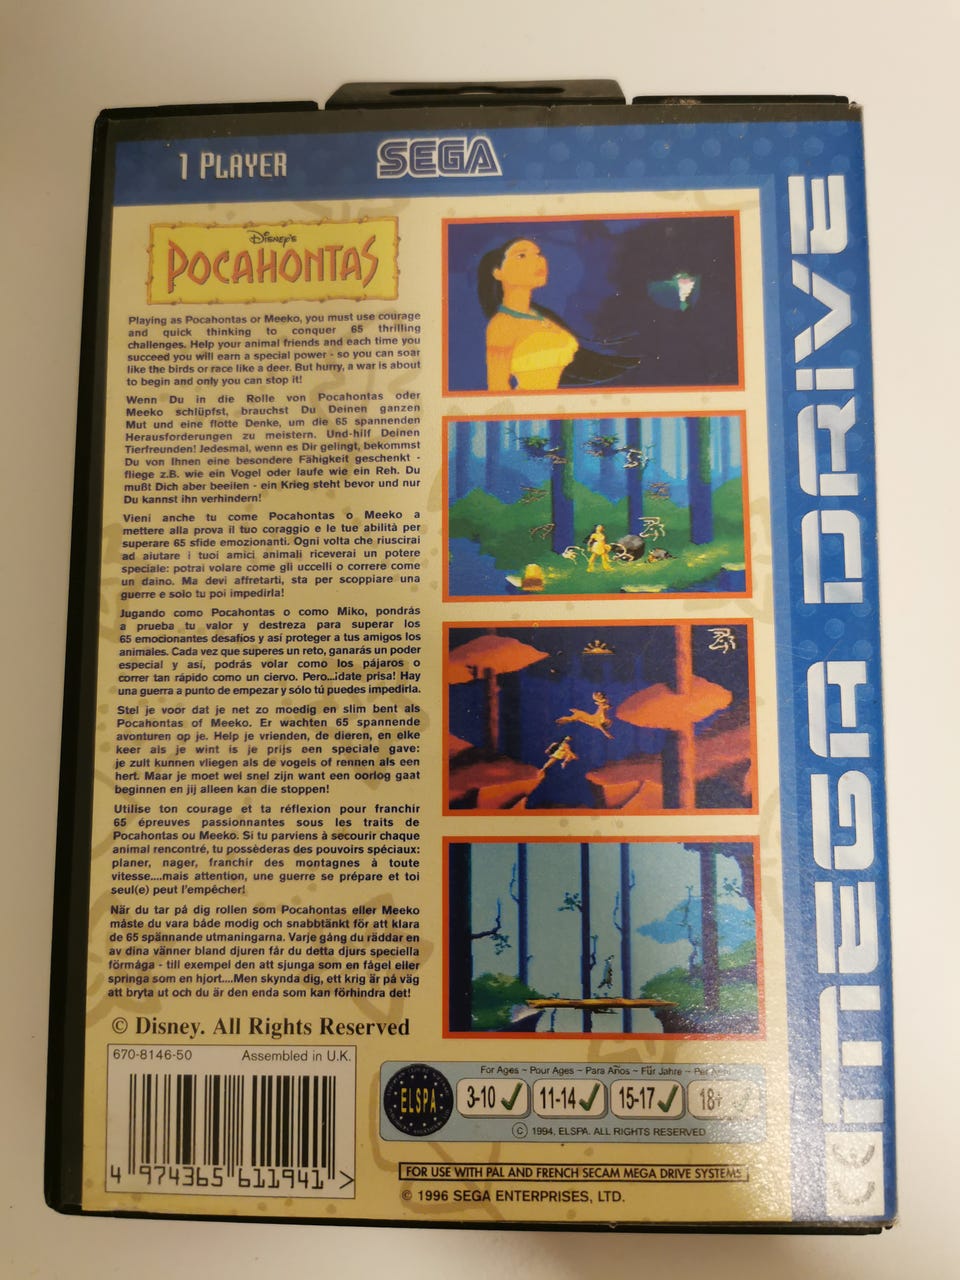 1 PLAYER
SEGA
DISNEY'S
POCAHONTAS
Playing as Pocahontas or Meeko, you must use courage
and quick thinking to conquer 65 thrilling
challenges. Help your animal friends and each time you
succeed you will earn a special power - so you can soar
like the birds or race like a deer. But hurry, a war is about
to begin and only you can stop it!
Wenn Du in die Rolle von Pocahontas oder
Meeko schlüpfst, brauchst Du Deinen ganzen
Mut und eine flotte Denke, um die 65 spannenden
Herausforderungen zu meistern. Und-hilf Deinen
Tierfreunden! Jedesmal, wenn es Dir gelingt, bekommst
Du von Ihnen eine besondere Fähigkeit geschenkt -
fliege z.B. wie ein Vogel oder laufe wie ein Reh. Du
mußt Dich aber beeilen - ein Krieg steht bevor und nur
Du kannst ihn verhindern!
Vieni anche tu come Pocahontas o Meeko a
mettere alla prova il tuo coraggio e le tue abilità per
superare 65 sfide emozionanti. Ogni volta che riuscirai
ad aiutare i tuoi amici animali riceverai un potere
speciale: potrai volare come gli uccelli o correre come
un daino. Ma devi affretarti, sta per scoppiare una
guerre e solo tu poi impedirla!
Jugando como Pocahontas o como Miko, pondrás
a prueba tu valor y destreza para superar los
65 emocionantes desafíos y así proteger a tus amigos los
animales. Cada vez que superes un reto, ganarás un poder
especial y así, podrás volar como los pájaros o
correr tan rápido como un ciervo. Pero...¡date prisa! Hay
una guerra a punto de empezar y sólo tú puedes impedirla.
Stel je voor dat je net zo moedig en slim bent als
Pocahontas of Meeko. Er wachten 65 spannende
avonturen op je. Help je vrienden, de dieren, en elke
keer als je wint is je prijs een speciale gave:
je zult kunnen vliegen als de vogels of rennen als een
hert. Maar je moet wel snel zijn want een oorlog gaat
beginnen en jij alleen kan die stoppen!
Utilise ton courage et ta réflexion pour franchir
65 épreuves passionnantes sous les traits de
Pocahontas ou Meeko. Si tu parviens à secourir chaque
animal rencontré, tu possèderas des pouvoirs spéciaux:
planer, nager, franchir des montagnes à toute
vitesse....mais attention, une guerre se prépare et toi
seul(e) peut l'empêcher!
När du tar på dig rollen som Pocahontas eller Meeko
måste du vara både modig och snabbtänkt för att klara
de 65 spännande utmaningarna. Varje gång du räddar en
av dina vänner bland djuren får du detta djurs speciella
förmåga - till exempel den att sjunga som en fågel eller
springa som en hjort....Men skynda dig, ett krig är på väg
att bryta ut och du är den enda som kan förhindra det!
© Disney. All Rights Reserved
670-8146-50 Assembled in U.K.
4 974365 611941 >
For Ages ~ Pour Ages ~ Para Años ~ Für Jahre ~ Per
ELSPA
3-10 11-14 15-17 18+
© 1994, ELSPA. ALL RIGHTS RESERVED
FOR USE WITH PAL AND FRENCH SECAM MEGA DRIVE SYSTEMS
© 1996 SEGA ENTERPRISES, LTD.
MEGA DRIVE
CE